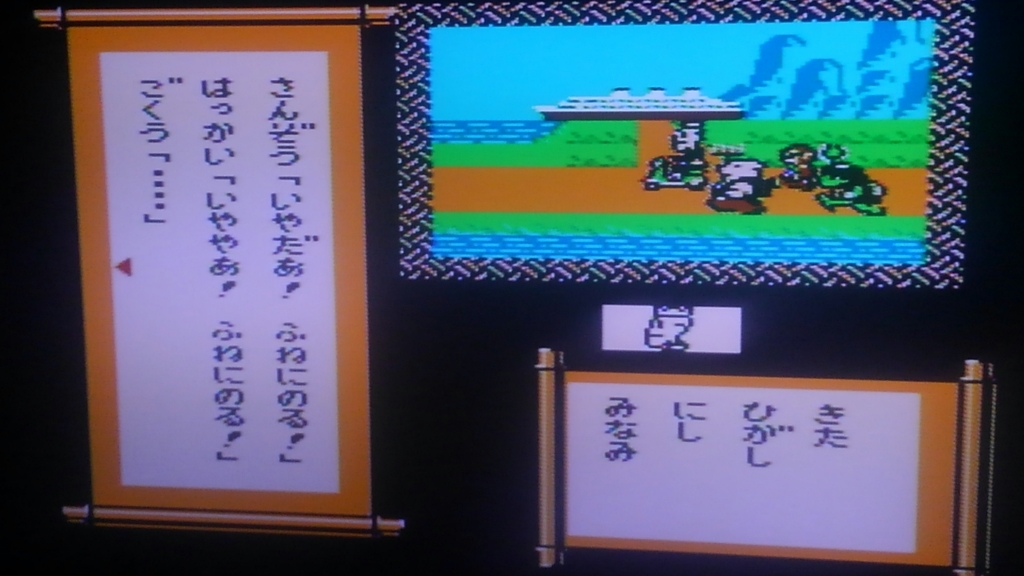 さんぞう「いやだあ! ふねにのる!」
はっかい「いややあ! ふねにのる!」
ごくう「····」
きた
ひがし
にし
みなみ